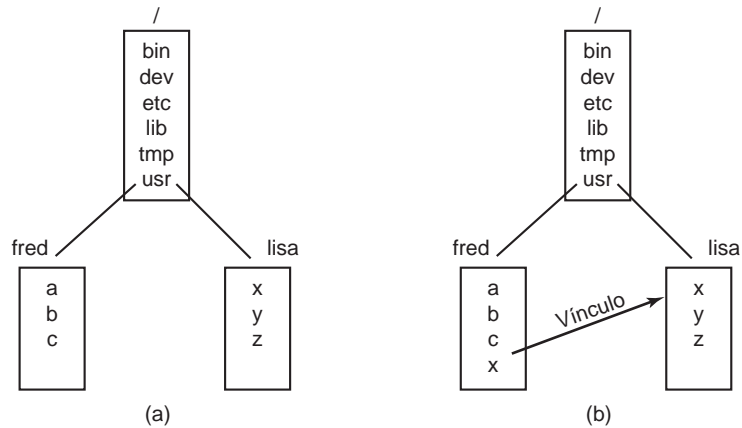 /
bin
dev
etc
lib
tmp
usr
fred
lisa
a
b
c
x
y
z
(a)
/
bin
dev
etc
lib
tmp
usr
fred
lisa
a
b
c
x
Vínculo
x
y
z
(b)